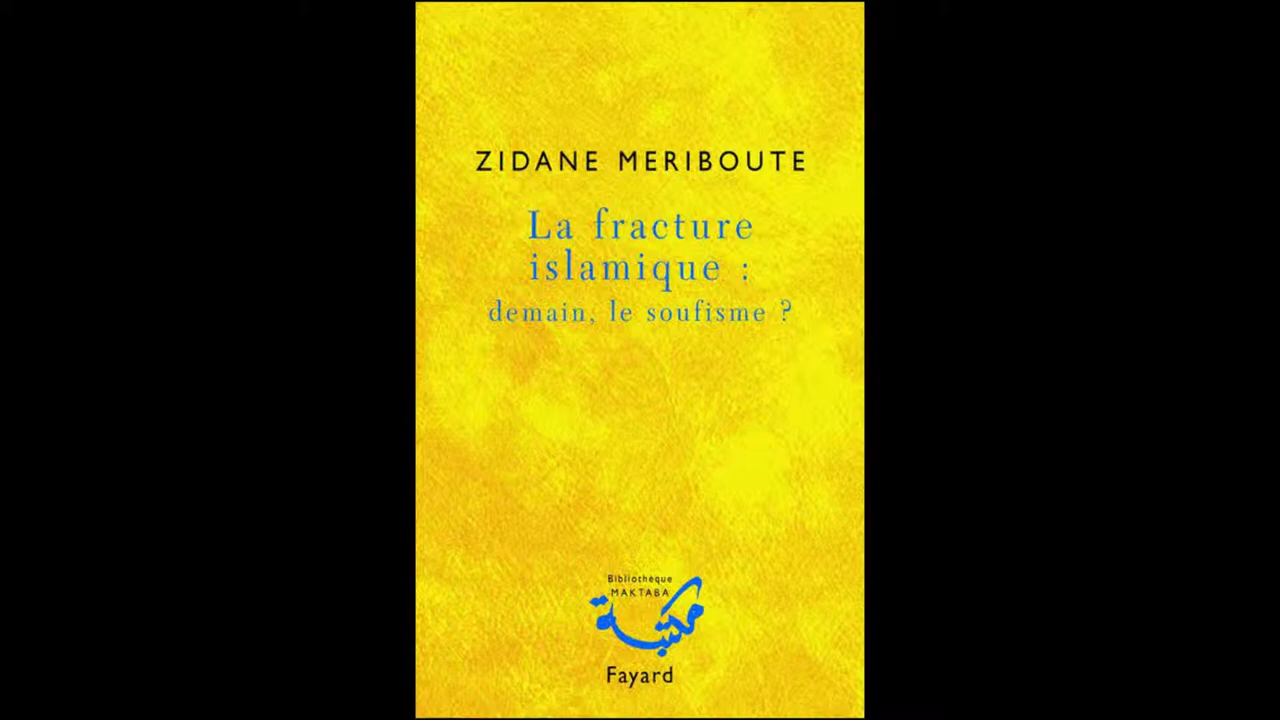 ZIDANE MERIBOUTE
La fracture
islamique :
demain, le soufisme ?
Bibliothèque
MAKTABA
مكتبة
Fayard